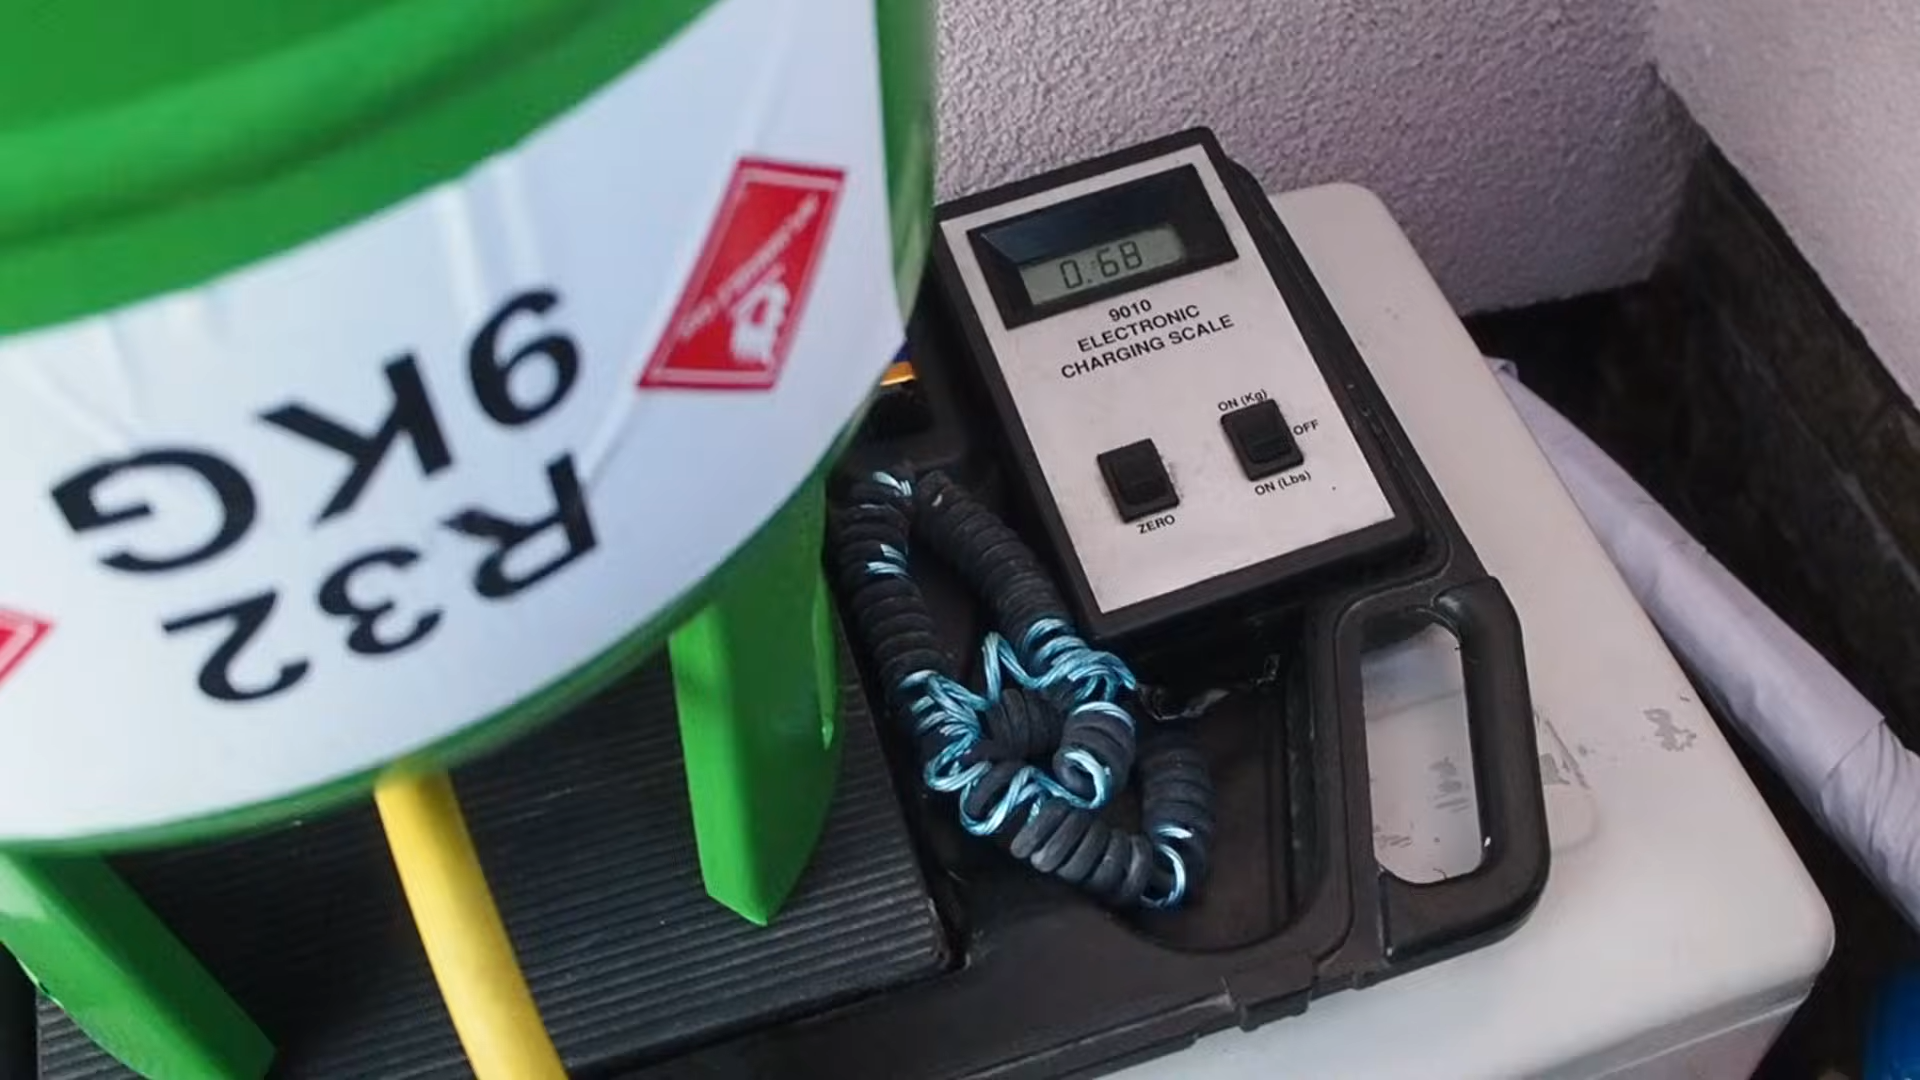 R32
9KG
0.68
9010
ELECTRONIC
CHARGING SCALE
ON (Kg)
OFF
ON (Lbs)
ZERO